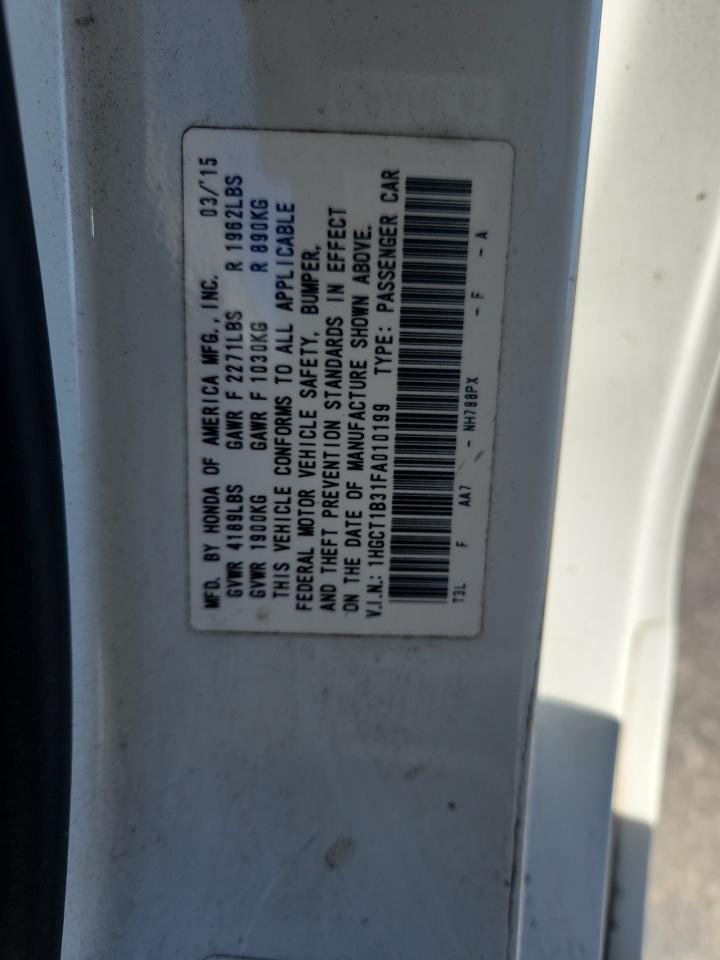 MFD. BY HONDA OF AMERICA MFG., INC. 03/'15
GVWR 4189LBS GAWR F 2271LBS R 1962LBS
GVWR 1900KG GAWR F 1030KG R 890KG
THIS VEHICLE CONFORMS TO ALL APPLICABLE
FEDERAL MOTOR VEHICLE SAFETY, BUMPER,
AND THEFT PREVENTION STANDARDS IN EFFECT
ON THE DATE OF MANUFACTURE SHOWN ABOVE.
V.I.N.: 1HGCT1B31FA010199 TYPE: PASSENGER CAR
T3L F AA7 - NH788PX - F - A